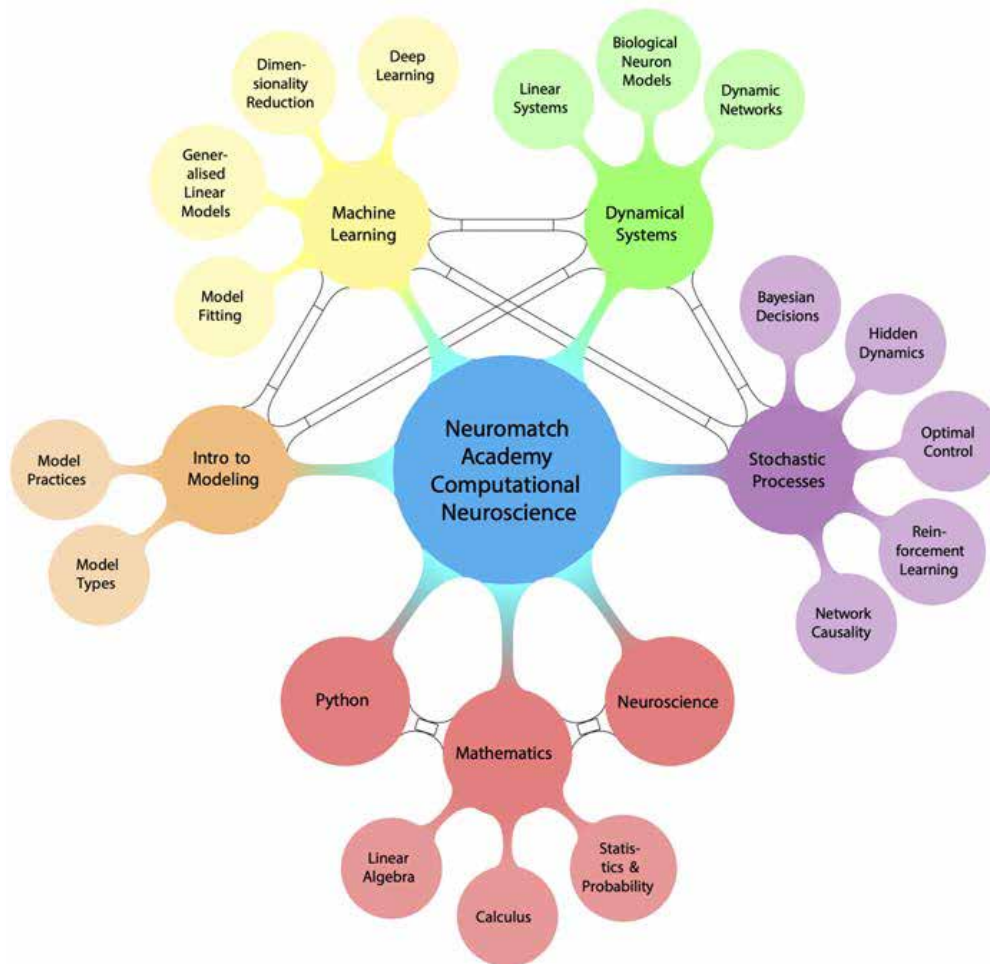 Dimen-
sionality
Reduction
Deep
Learning
Gener-
alised
Linear
Models
Model
Fitting
Machine
Learning
Linear
Systems
Biological
Neuron
Models
Dynamic
Networks
Dynamical
Systems
Bayesian
Decisions
Hidden
Dynamics
Optimal
Control
Rein-
forcement
Learning
Network
Causality
Stochastic
Processes
Neuromatch
Academy
Computational
Neuroscience
Intro to
Modeling
Model
Practices
Model
Types
Python
Mathematics
Neuroscience
Linear
Algebra
Calculus
Statis-
tics &
Probability